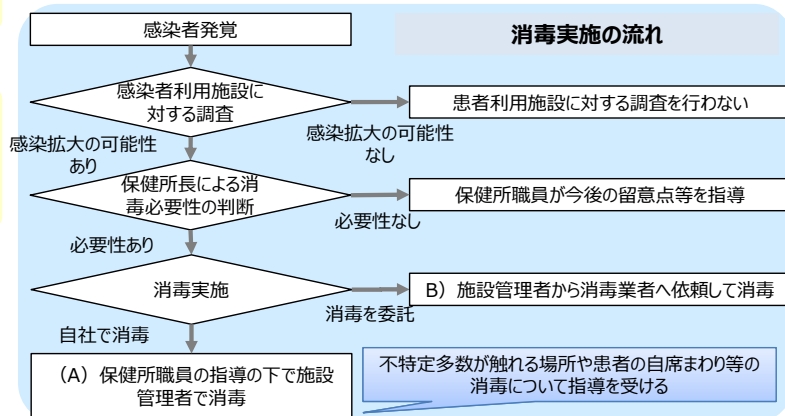 感染者発覚
消毒実施の流れ
感染者利用施設に
対する調査
患者利用施設に対する調査を行わない
感染拡大の可能性
なし
感染拡大の可能性
あり
保健所長による消
毒必要性の判断
保健所職員が今後の留意点等を指導
必要性なし
必要性あり
消毒実施
B）施設管理者から消毒業者へ依頼して消毒
消毒を委託
自社で消毒
（A）保健所職員の指導の下で施設
管理者で消毒
不特定多数が触れる場所や患者の自席まわり等の
消毒について指導を受ける